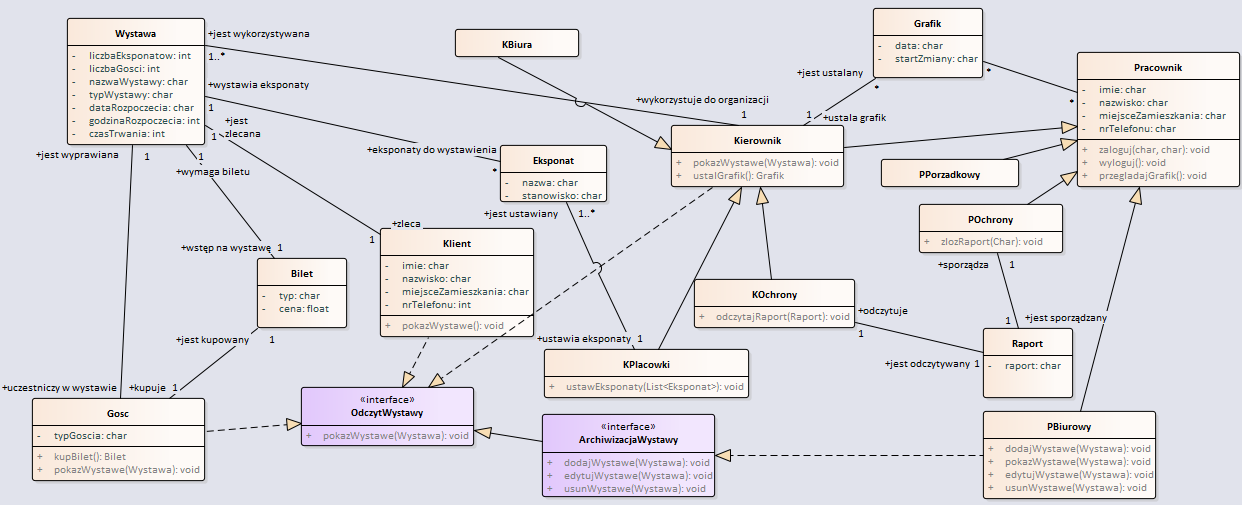 Wystawa
- liczbaEksponatow: int
- liczbaGosci: int
- nazwaWystawy: char
- typWystawy: char
- dataRozpoczecia: char
- godzinaRozpoczecia: int
- czasTrwania: int
+jest wykorzystywana
1..*
+wystawia eksponaty
1
+jest
zlecana
1
+jest wyprawiana
1
1
+wymaga biletu
KBiura
Grafik
- data: char
- startZmiany: char
+jest ustalany
*
*
*
Pracownik
- imie: char
- nazwisko: char
- miejsceZamieszkania: char
- nrTelefonu: char
+ zaloguj(char, char): void
+ wyloguj(): void
+ przegladajGrafik(): void
+wykorzystuje do organizacji
1
1
+ustala grafik
Kierownik
+ pokazWystawe(Wystawa): void
+ ustalGrafik(): Grafik
+eksponaty do wystawienia
*
Eksponat
- nazwa: char
- stanowisko: char
+jest ustawiany
1..*
PPorzadkowy
POchrony
+ zlozRaport(Char): void
+sporządza
1
+zleca
1
Klient
- imie: char
- nazwisko: char
- miejsceZamieszkania: char
- nrTelefonu: int
+ pokazWystawe(): void
+wstęp na wystawę
1
Bilet
- typ: char
- cena: float
+jest kupowany
1
KOchrony
+ odczytajRaport(Raport): void
+odczytuje
1
1
+jest sporządzany
Raport
- raport: char
+jest odczytywany
1
+ustawia eksponaty
1
KPlacowki
+ ustawEksponaty(List<Eksponat>): void
+uczestniczy w wystawie
+kupuje
1
Gosc
- typGoscia: char
+ kupBilet(): Bilet
+ pokazWystawe(Wystawa): void
«interface»
OdczytWystawy
+ pokazWystawe(Wystawa): void
«interface»
ArchiwizacjaWystawy
+ dodajWystawe(Wystawa): void
+ edytujWystawe(Wystawa): void
+ usunWystawe(Wystawa): void
PBiurowy
+ dodajWystawe(Wystawa): void
+ pokazWystawe(Wystawa): void
+ edytujWystawe(Wystawa): void
+ usunWystawe(Wystawa): void